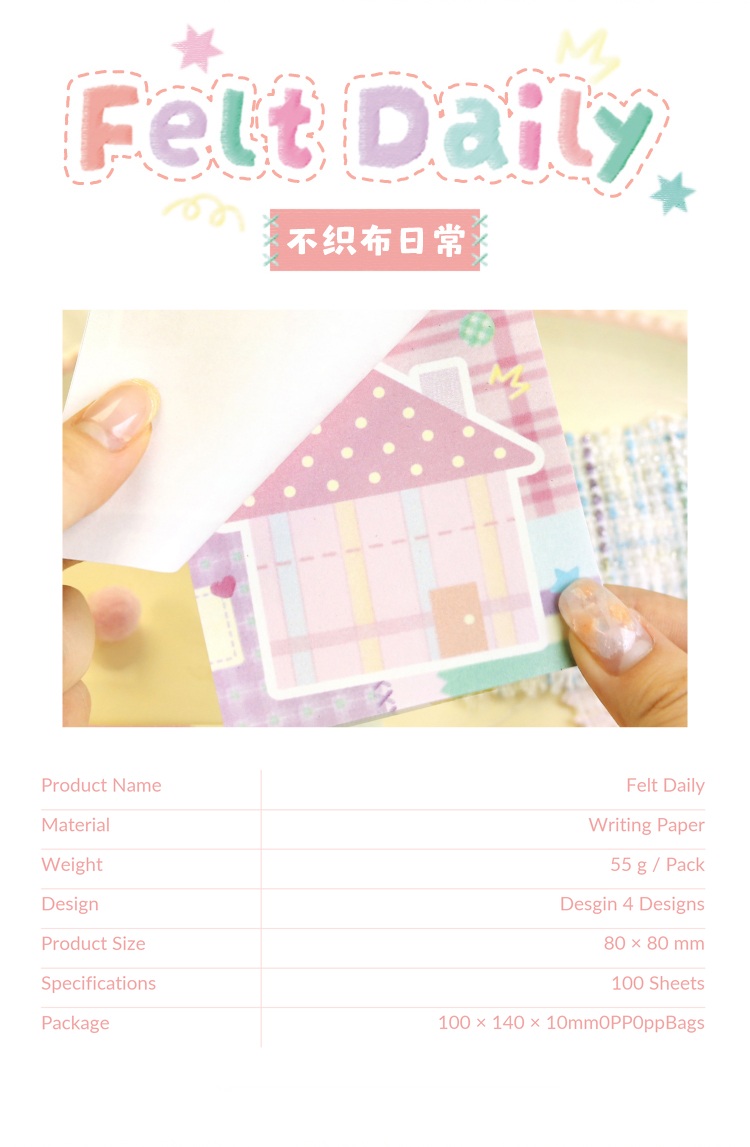 Felt Daily
不织布日常
Product Name Felt Daily
Material Writing Paper
Weight 55 g / Pack
Design Desgin 4 Designs
Product Size 80 × 80 mm
Specifications 100 Sheets
Package 100 × 140 × 10mm0PP0ppBags